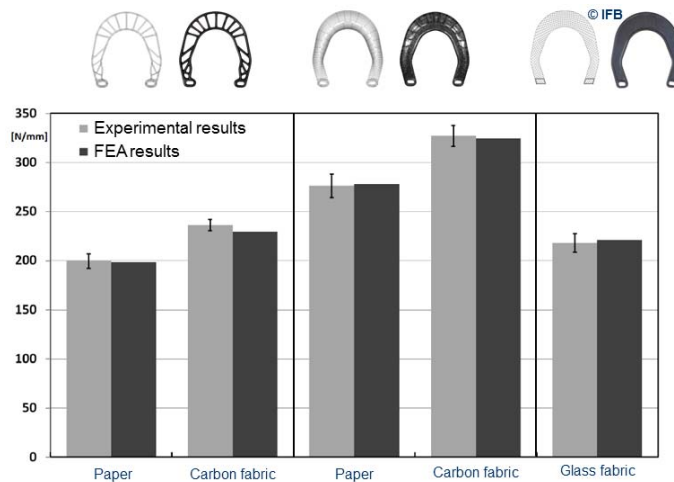 © IFB
350
[N/mm]
300
250
200
150
100
50
0
Experimental results
FEA results
Paper
Carbon fabric
Paper
Carbon fabric
Glass fabric